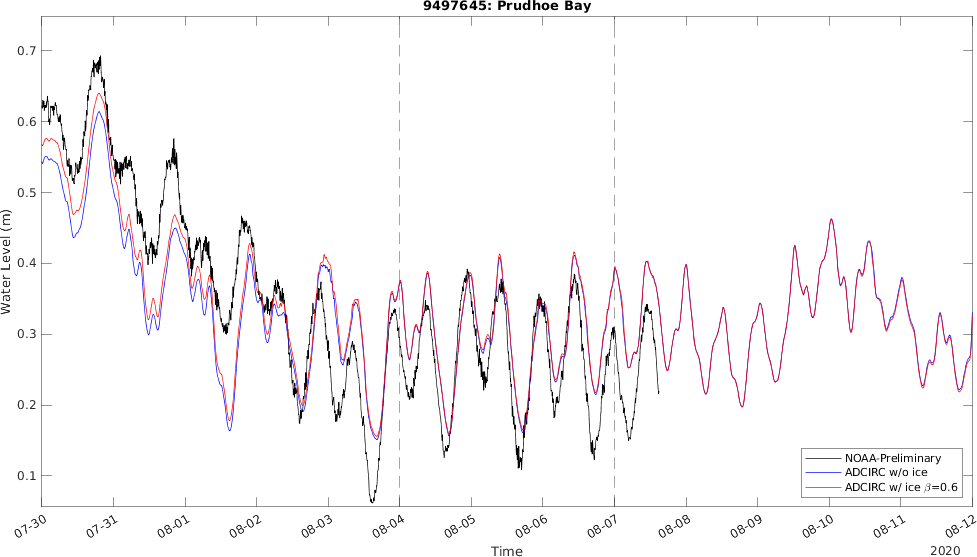 9497645: Prudhoe Bay
Water Level (m)
0.7
0.6
0.5
0.4
0.3
0.2
0.1
NOAA-Preliminary
ADCIRC w/o ice
ADCIRC w/ ice β=0.6
07-30 07-31 08-01 08-02 08-03 08-04 08-05 08-06 08-07 08-08 08-09 08-10 08-11 08-12
Time
2020